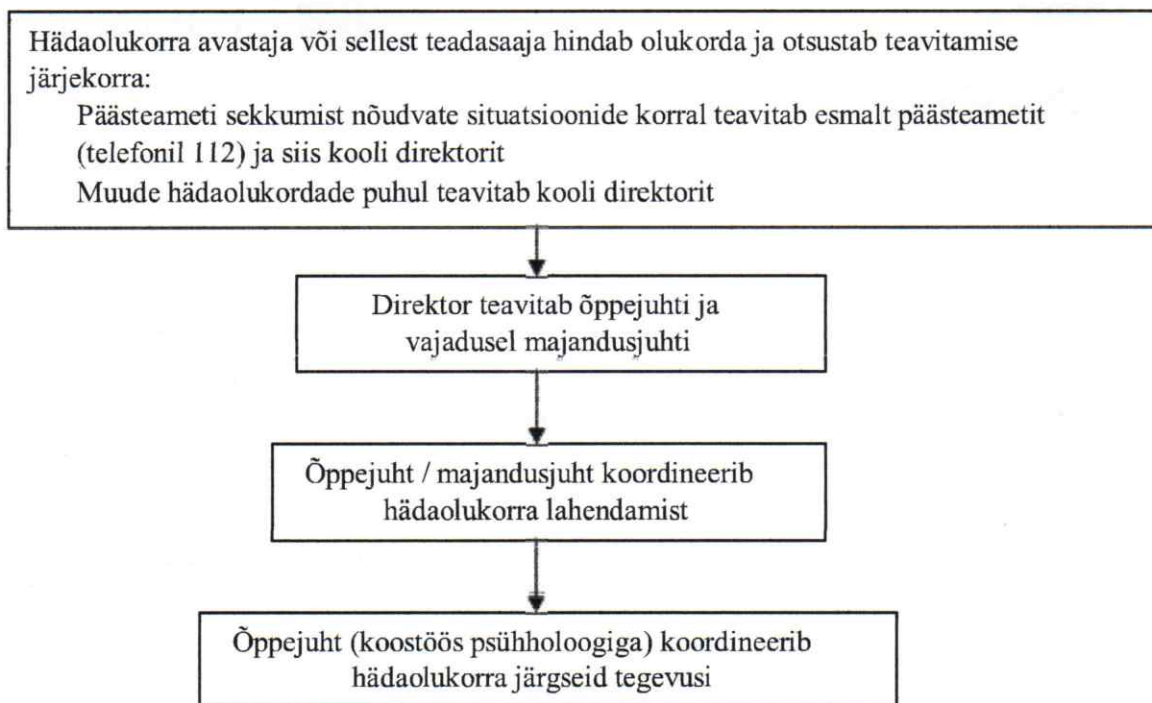 Hädaolukorra avastaja või sellest teadasaaja hindab olukorda ja otsustab teavitamise
järjekorra:
Päästeameti sekkumist nõudvate situatsioonide korral teavitab esmalt päästeametit
(telefonil 112) ja siis kooli direktorit
Muude hädaolukordade puhul teavitab kooli direktorit
Direktor teavitab õppejuhti ja
vajadusel majandusjuhti
Õppejuht / majandusjuht koordineerib
hädaolukorra lahendamist
Õppejuht (koostöös psühholoogiga) koordineerib
hädaolukorra järgseid tegevusi